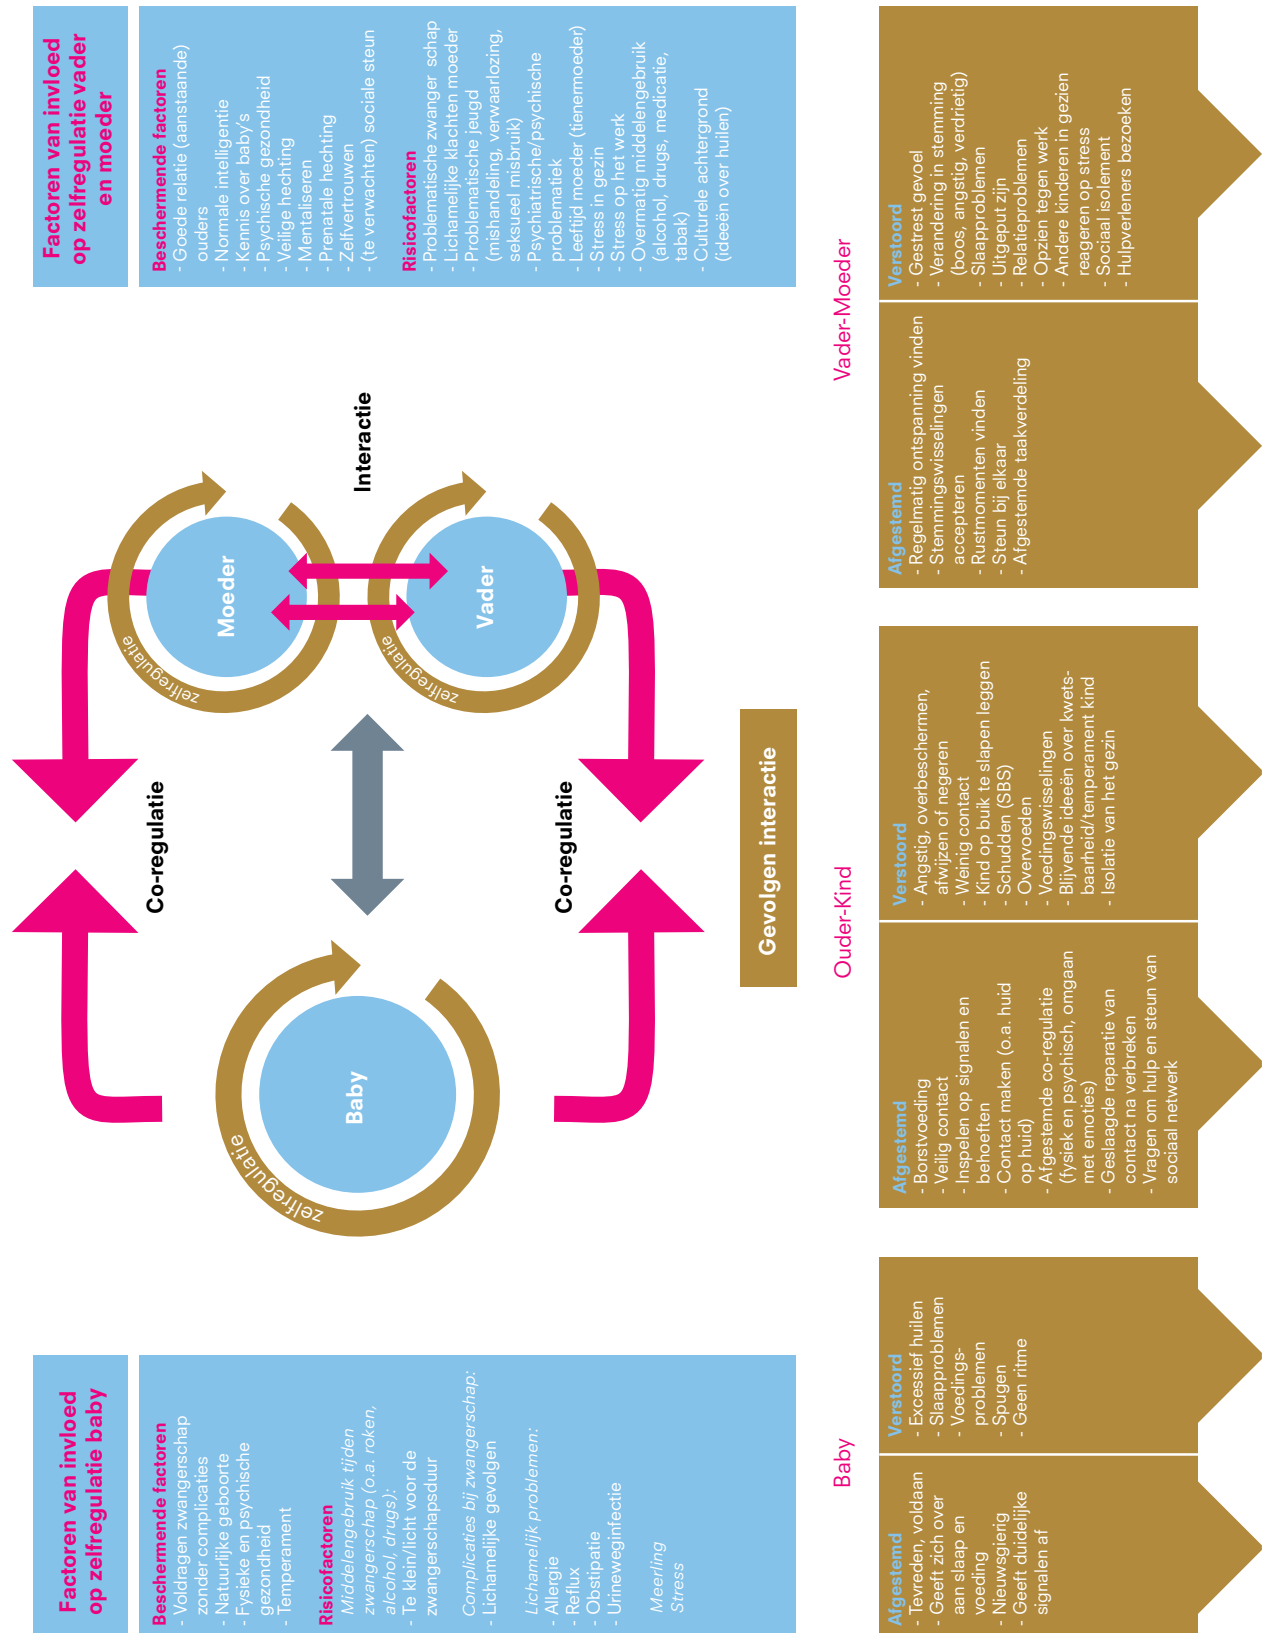 Factoren van invloed
op zelfregulatie baby
Beschermende factoren
- Voldragen zwangerschap
zonder complicaties
- Natuurlijke geboorte
- Fysieke en psychische
gezondheid
- Temperament
Risicofactoren
Middengebruik tijden
zwangerschap (o.a. roken,
alcohol, drugs):
- Te klein/licht voor de
zwangerschapsduur
Complicaties bij zwangerschap:
- Lichamelijke gevolgen
Lichamelijk problemen:
- Allergie
- Reflux
- Obstipatie
- Urineweginfectie
Meerling
Stress
Co-regulatie
zelfregulatie
Baby
zelfregulatie
Moeder
Interactie
zelfregulatie
Vader
Co-regulatie
Factoren van invloed
op zelfregulatie vader
en moeder
Beschermende factoren
- Goede relatie (aanstaande)
ouders
- Normale intelligentie
- Kennis over baby's
- Psychische gezondheid
- Veilige hechting
- Mentaliseren
- Prenatale hechting
- Zelfvertrouwen
- (te verwachten) sociale steun
Risicofactoren
- Problematische zwanger schap
- Lichamelijke klachten moeder
- Problematische jeugd
(mishandeling, verwaarlozing,
seksueel misbruik)
- Psychiatrische/psychische
problematiek
- Leeftijd moeder (tienermoeder)
- Stress in gezin
- Stress op het werk
- Overmatig middelengebruik
(alcohol, drugs, medicatie,
tabak)
- Culturele achtergrond
(ideeën over huilen)
Gevolgen interactie
Baby
Afgestemd
- Tevreden, voldaan
- Geeft zich over
aan slaap en
voeding
- Nieuwsgierig
- Geeft duidelijke
signalen af
Verstoord
- Excessief huilen
- Slaapproblemen
- Voedings-
problemen
- Spugen
- Geen ritme
Ouder-Kind
Afgestemd
- Borstvoeding
- Veilig contact
- Inspelen op signalen en
behoeften
- Contact maken (o.a. huid
op huid)
- Afgestemde co-regulatie
(fysiek en psychisch, omgaan
met emoties)
- Geslaagde reparatie van
contact na verbreken
- Vragen om hulp en steun van
sociaal netwerk
Verstoord
- Angstig, overbeschermen,
afwijzen of negeren
- Weinig contact
- Kind op buik te slapen leggen
- Schudden (SBS)
- Overvoeden
- Voedingswisselingen
- Blijvende ideeën over kwets-
baarheid/temperament kind
- Isolatie van het gezin
Vader-Moeder
Afgestemd
- Regelmatig ontspanning vinden
- Stemmingswisselingen
accepteren
- Rustmomenten vinden
- Steun bij elkaar
- Afgestemde taakverdeling
Verstoord
- Gestrest gevoel
- Verandering in stemming
(boos, angstig, verdrietig)
- Slaapproblemen
- Uitgeput zijn
- Relatieproblemen
- Opzien tegen werk
- Andere kinderen in gezien
reageren op stress
- Sociaal isolement
- Hulpverleners bezoeken